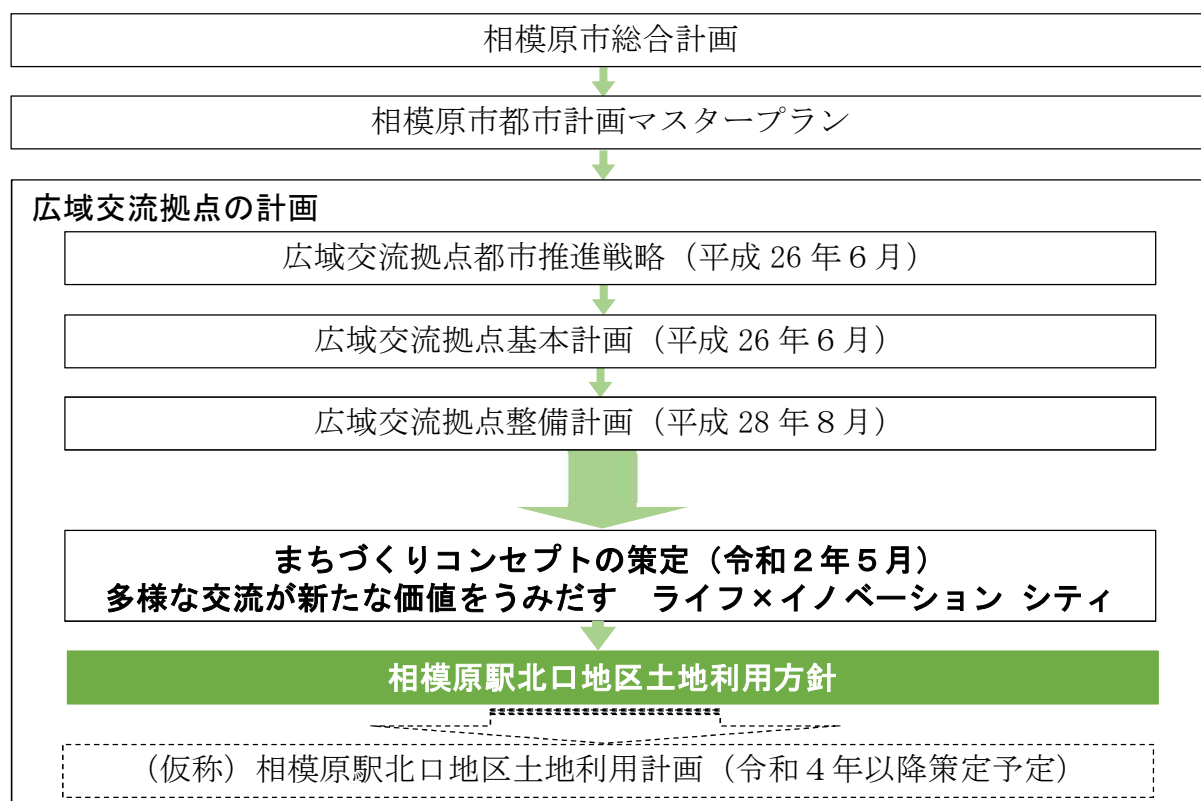 相模原市総合計画
相模原市都市計画マスタープラン
広域交流拠点の計画
広域交流拠点都市推進戦略（平成 26 年６月）
広域交流拠点基本計画（平成 26 年６月）
広域交流拠点整備計画（平成 28 年８月）
まちづくりコンセプトの策定（令和２年５月）
多様な交流が新たな価値をうみだす　ライフ×イノベーション シティ
相模原駅北口地区土地利用方針
（仮称）相模原駅北口地区土地利用計画（令和４年以降策定予定）